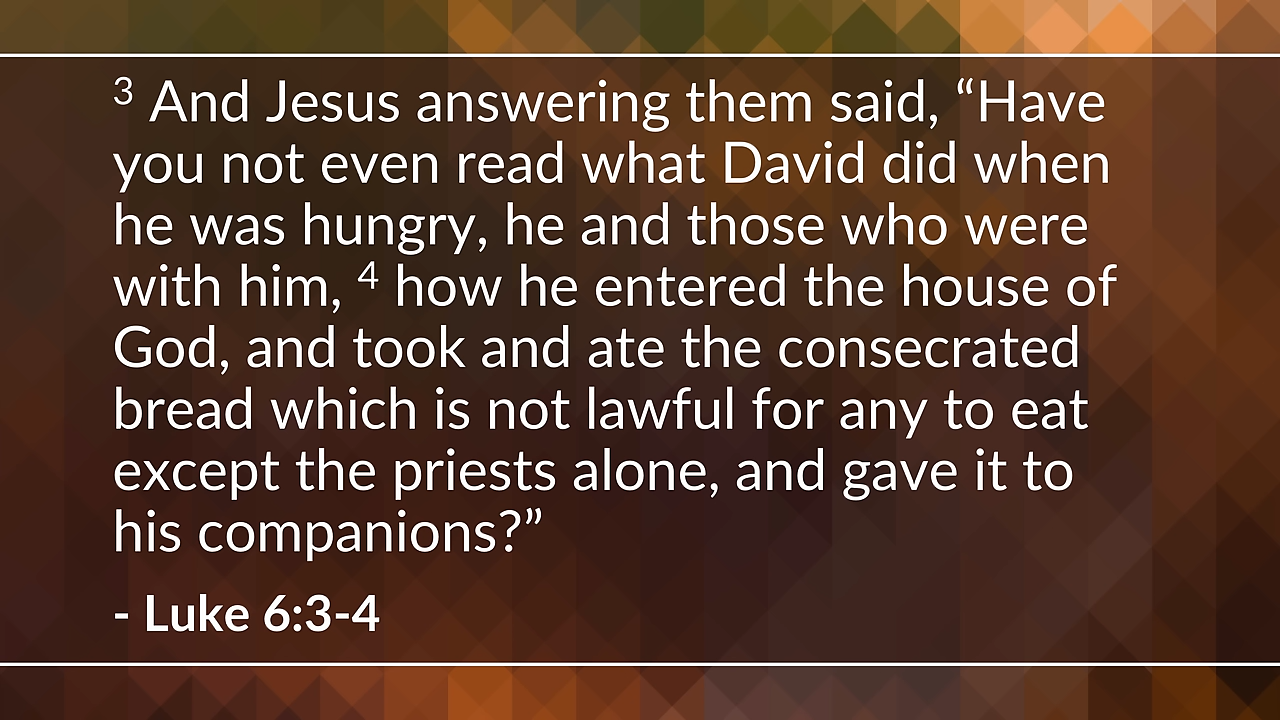 ³ And Jesus answering them said, “Have
you not even read what David did when
he was hungry, he and those who were
with him, ⁴ how he entered the house of
God, and took and ate the consecrated
bread which is not lawful for any to eat
except the priests alone, and gave it to
his companions?”
- Luke 6:3-4